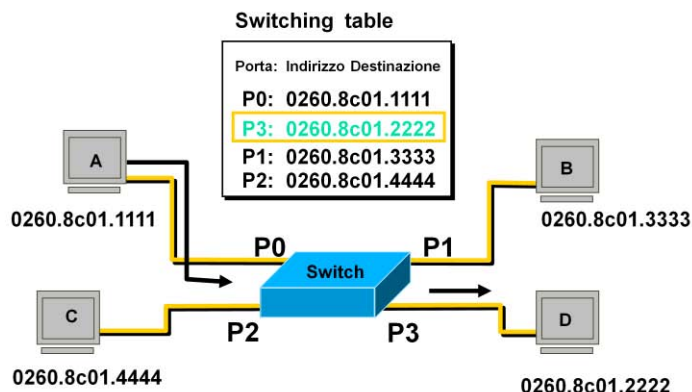 Switching table
Porta: Indirizzo Destinazione
P0: 0260.8c01.1111
P3: 0260.8c01.2222
P1: 0260.8c01.3333
P2: 0260.8c01.4444
A
B
0260.8c01.1111
0260.8c01.3333
P0
P1
Switch
C
D
P2
P3
0260.8c01.4444
0260.8c01.2222